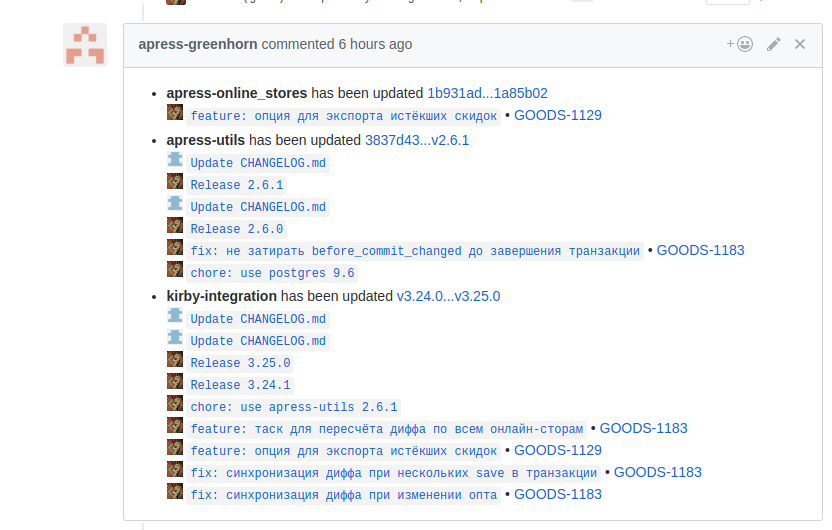 apress-greenhorn commented 6 hours ago
apress-online_stores has been updated 1b931ad...1a85b02
feature: опция для экспорта истёкших скидок • GOODS-1129
apress-utils has been updated 3837d43...v2.6.1
Update CHANGELOG.md
Release 2.6.1
Update CHANGELOG.md
Release 2.6.0
fix: не затирать before_commit_changed до завершения транзакции • GOODS-1183
chore: use postgres 9.6
kirby-integration has been updated v3.24.0...v3.25.0
Update CHANGELOG.md
Update CHANGELOG.md
Release 3.25.0
Release 3.24.1
chore: use apress-utils 2.6.1
feature: таск для пересчёта диффа по всем онлайн-сторам • GOODS-1183
feature: опция для экспорта истёкших скидок • GOODS-1129
fix: синхронизация диффа при нескольких save в транзакции • GOODS-1183
fix: синхронизация диффа при изменении опта • GOODS-1183